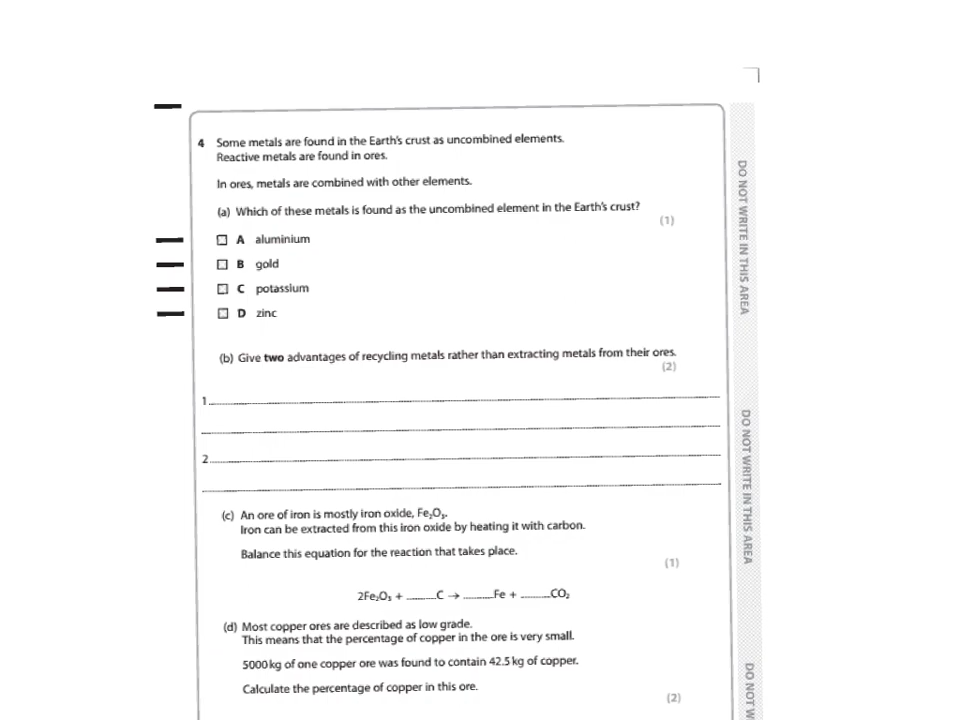 4 Some metals are found in the Earth's crust as uncombined elements.
Reactive metals are found in ores.
In ores, metals are combined with other elements.
(a) Which of these metals is found as the uncombined element in the Earth's crust?
(1)
A aluminium
B gold
C potassium
D zinc
(b) Give two advantages of recycling metals rather than extracting metals from their ores.
(2)
1
2
(c) An ore of iron is mostly iron oxide, Fe₂O₃.
Iron can be extracted from this iron oxide by heating it with carbon.
Balance this equation for the reaction that takes place.
(1)
2Fe₂O₃ + ............C → ............Fe + ............CO₂
(d) Most copper ores are described as low grade.
This means that the percentage of copper in the ore is very small.
5000 kg of one copper ore was found to contain 42.5 kg of copper.
Calculate the percentage of copper in this ore.
(2)
DO NOT WRITE IN THIS AREA
DO NOT WRITE IN THIS AREA
DO NOT W